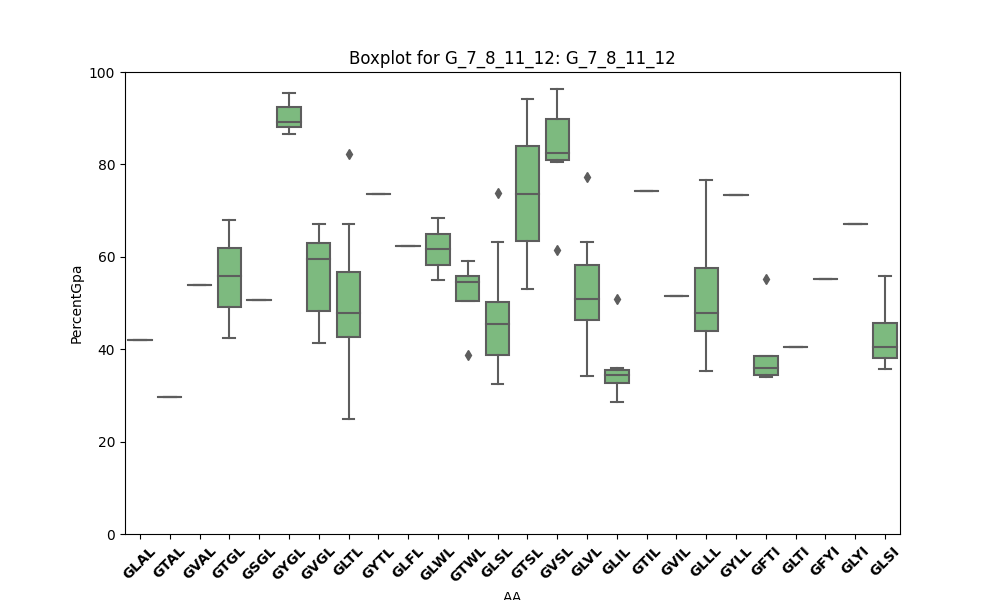 Boxplot for G_7_8_11_12: G_7_8_11_12
PercentGpa
100
80
60
40
20
0
GLAL
GTAL
GVAL
GTGL
GSGL
GYGL
GVGL
GLTL
GYTL
GLFL
GLWL
GTWL
GLSL
GTSL
GVSL
GLVL
GLIL
GTIL
GVIL
GLLL
GYLL
GFTI
GLTI
GFYI
GLYI
GLSI
AA